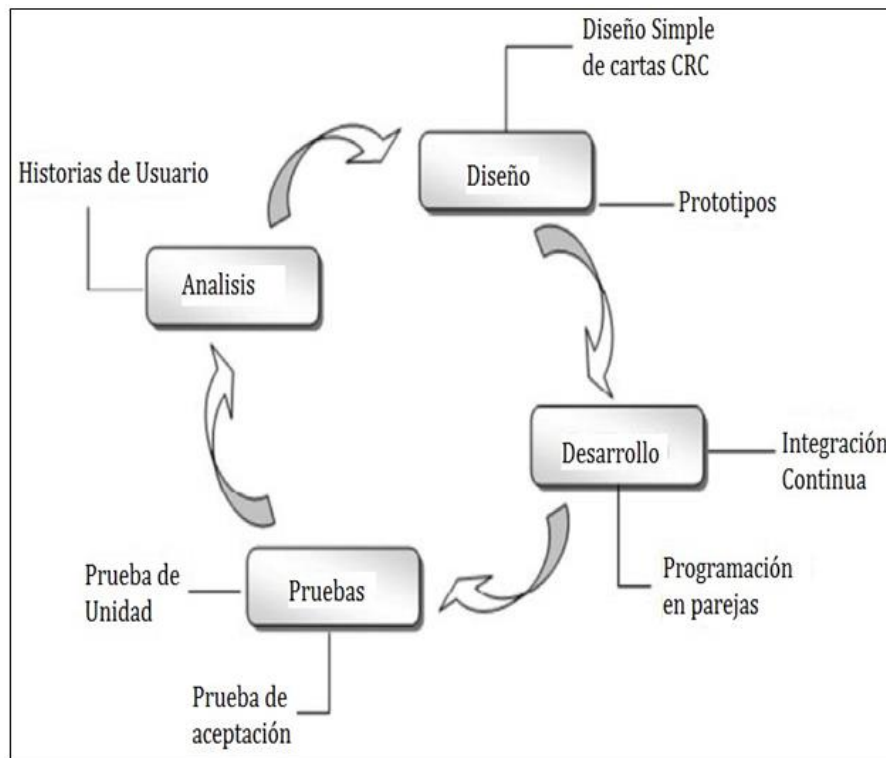 Diseño Simple
de cartas CRC
Historias de Usuario
Diseño
Prototipos
Analisis
Desarrollo
Integración
Continua
Prueba de
Unidad
Pruebas
Programación
en parejas
Prueba de
aceptación